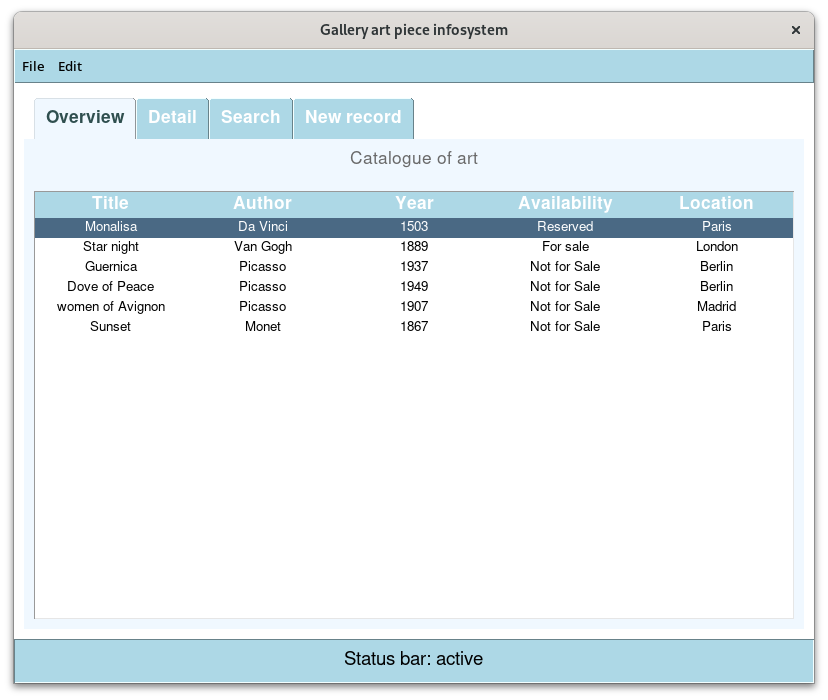 Gallery art piece infosystem ×
File Edit
Overview Detail Search New record
Catalogue of art
Title Author Year Availability Location
Monalisa Da Vinci 1503 Reserved Paris
Star night Van Gogh 1889 For sale London
Guernica Picasso 1937 Not for Sale Berlin
Dove of Peace Picasso 1949 Not for Sale Berlin
women of Avignon Picasso 1907 Not for Sale Madrid
Sunset Monet 1867 Not for Sale Paris
Status bar: active